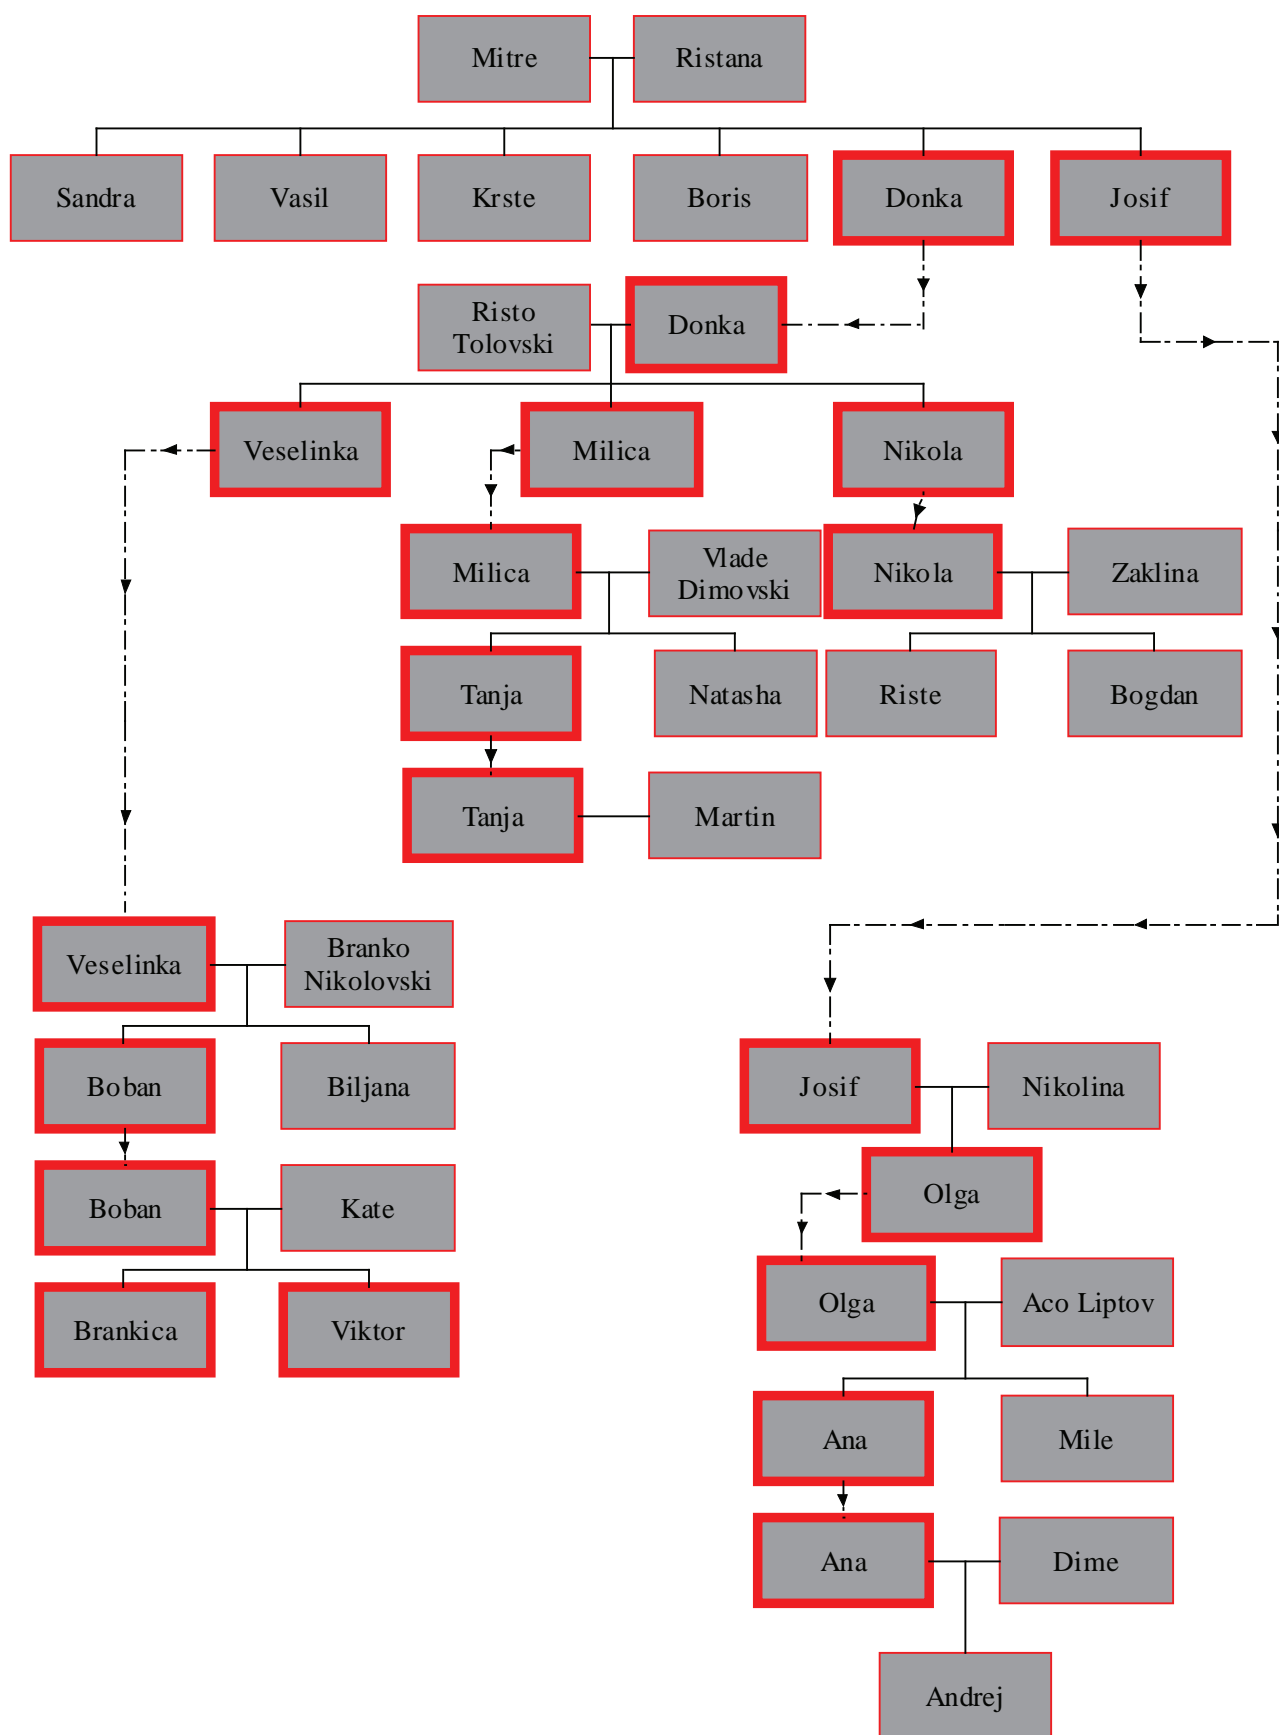 Mitre
Ristana
Sandra
Vasil
Krste
Boris
Donka
Josif
Risto
Tolovski
Donka
Veselinka
Milica
Nikola
Milica
Vlade
Dimovski
Nikola
Zaklina
Tanja
Natasha
Riste
Bogdan
Tanja
Martin
Veselinka
Branko
Nikolovski
Boban
Biljana
Josif
Nikolina
Boban
Kate
Olga
Brankica
Viktor
Olga
Aco Liptov
Ana
Mile
Ana
Dime
Andrej